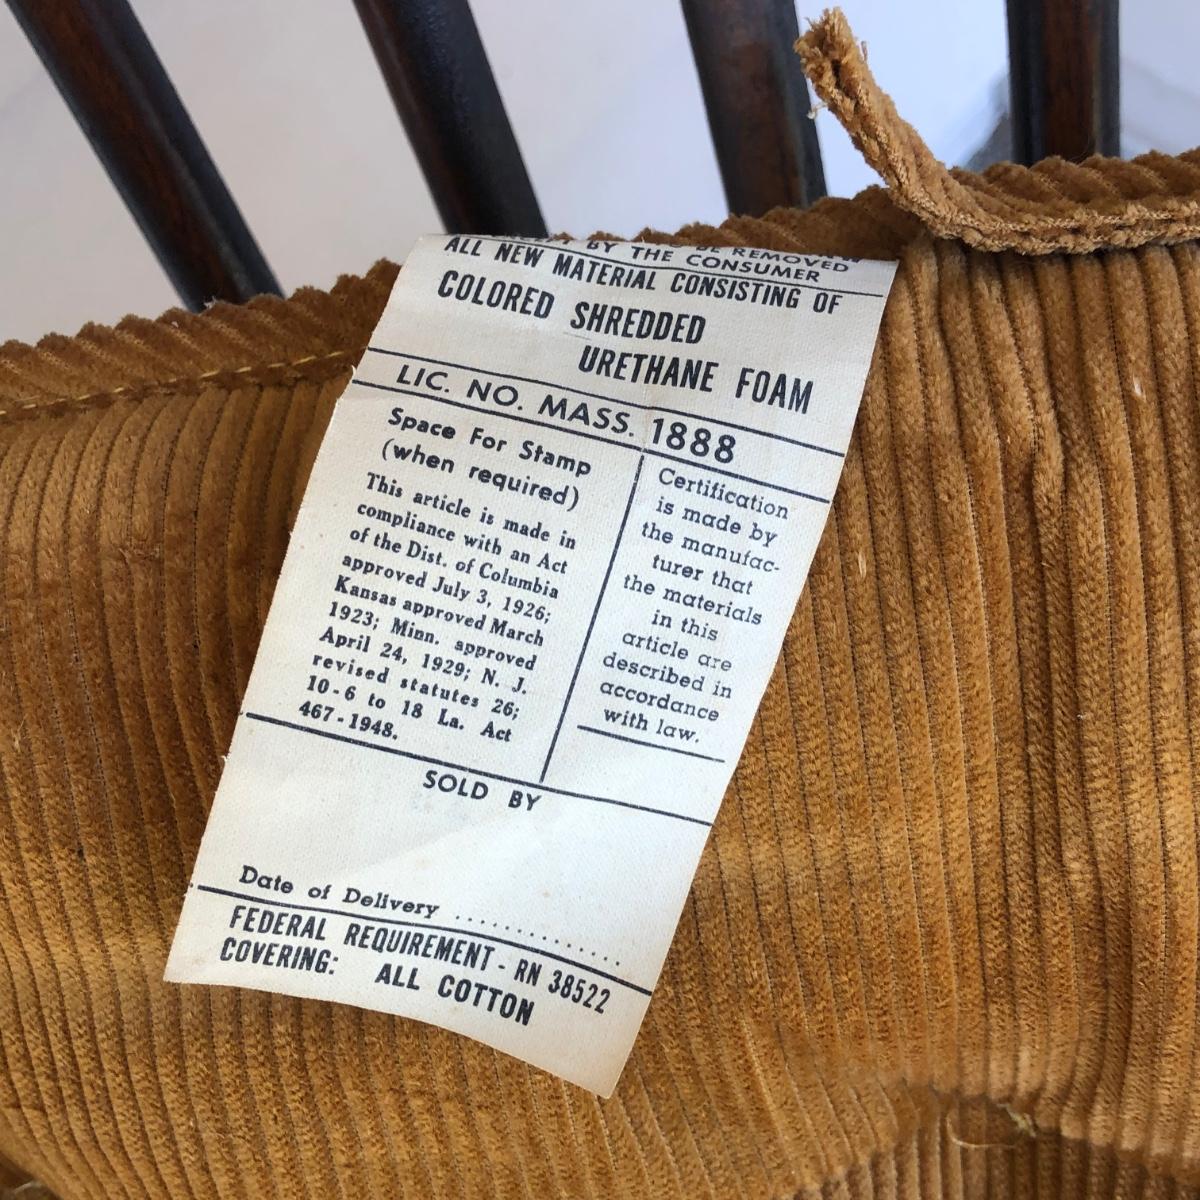 BE REMOVED
BY THE CONSUMER
ALL NEW MATERIAL CONSISTING OF
COLORED SHREDDED
URETHANE FOAM
LIC. NO. MASS. 1888
Space For Stamp
(when required)
This article is made in
compliance with an Act
of the Dist. of Columbia
approved July 3, 1926;
Kansas approved March
1923; Minn. approved
April 24, 1929; N. J.
revised statutes 26;
10-6 to 18 La. Act
467-1948.
Certification
is made by
the manufac-
turer that
the materials
in this
article are
described in
accordance
with law.
SOLD BY
Date of Delivery ..............
FEDERAL REQUIREMENT - RN 38522
COVERING: ALL COTTON